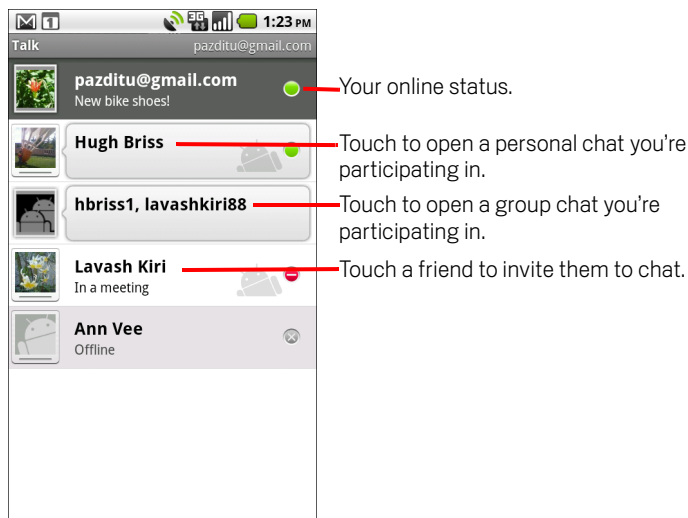 1 3G 1:23 PM
Talk pazditu@gmail.com
pazditu@gmail.com
New bike shoes!
Your online status.
Hugh Briss
Touch to open a personal chat you're
participating in.
hbriss1, lavashkiri88
Touch to open a group chat you're
participating in.
Lavash Kiri
In a meeting
Touch a friend to invite them to chat.
Ann Vee
Offline